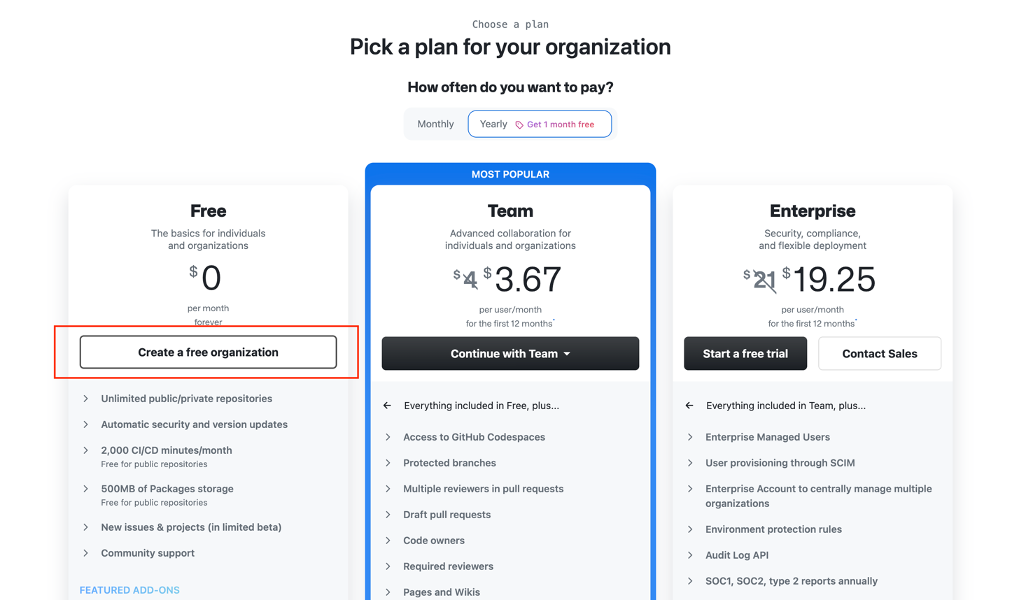 Choose a plan
Pick a plan for your organization
How often do you want to pay?
Monthly
Yearly Get 1 month free
Free
The basics for individuals
and organizations
$0
per month
forever
Create a free organization
Unlimited public/private repositories
Automatic security and version updates
2,000 CI/CD minutes/month
Free for public repositories
500MB of Packages storage
Free for public repositories
New issues & projects (in limited beta)
Community support
FEATURED ADD-ONS
MOST POPULAR
Team
Advanced collaboration for
individuals and organizations
$4 $3.67
per user/month
for the first 12 months*
Continue with Team
Everything included in Free, plus...
Access to GitHub Codespaces
Protected branches
Multiple reviewers in pull requests
Draft pull requests
Code owners
Required reviewers
Pages and Wikis
Enterprise
Security, compliance,
and flexible deployment
$21 $19.25
per user/month
for the first 12 months*
Start a free trial
Contact Sales
Everything included in Team, plus...
Enterprise Managed Users
User provisioning through SCIM
Enterprise Account to centrally manage multiple
organizations
Environment protection rules
Audit Log API
SOC1, SOC2, type 2 reports annually